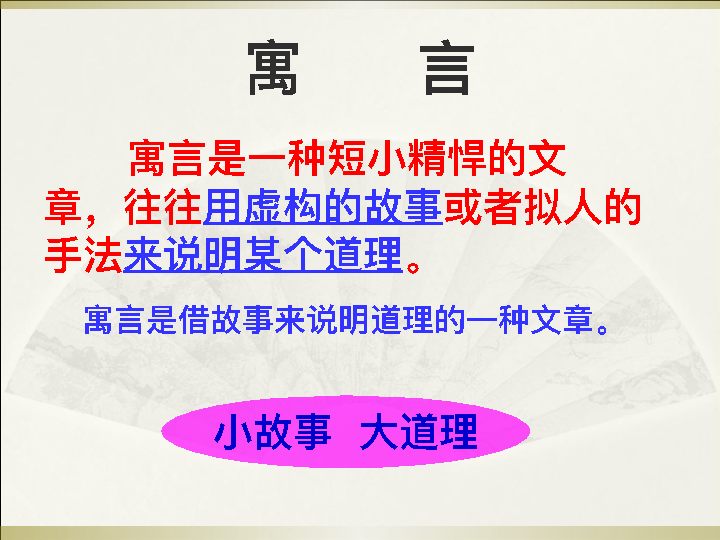 寓 言
寓言是一种短小精悍的文
章，往往用虚构的故事或者拟人的
手法来说明某个道理。
寓言是借故事来说明道理的一种文章。
小故事 大道理